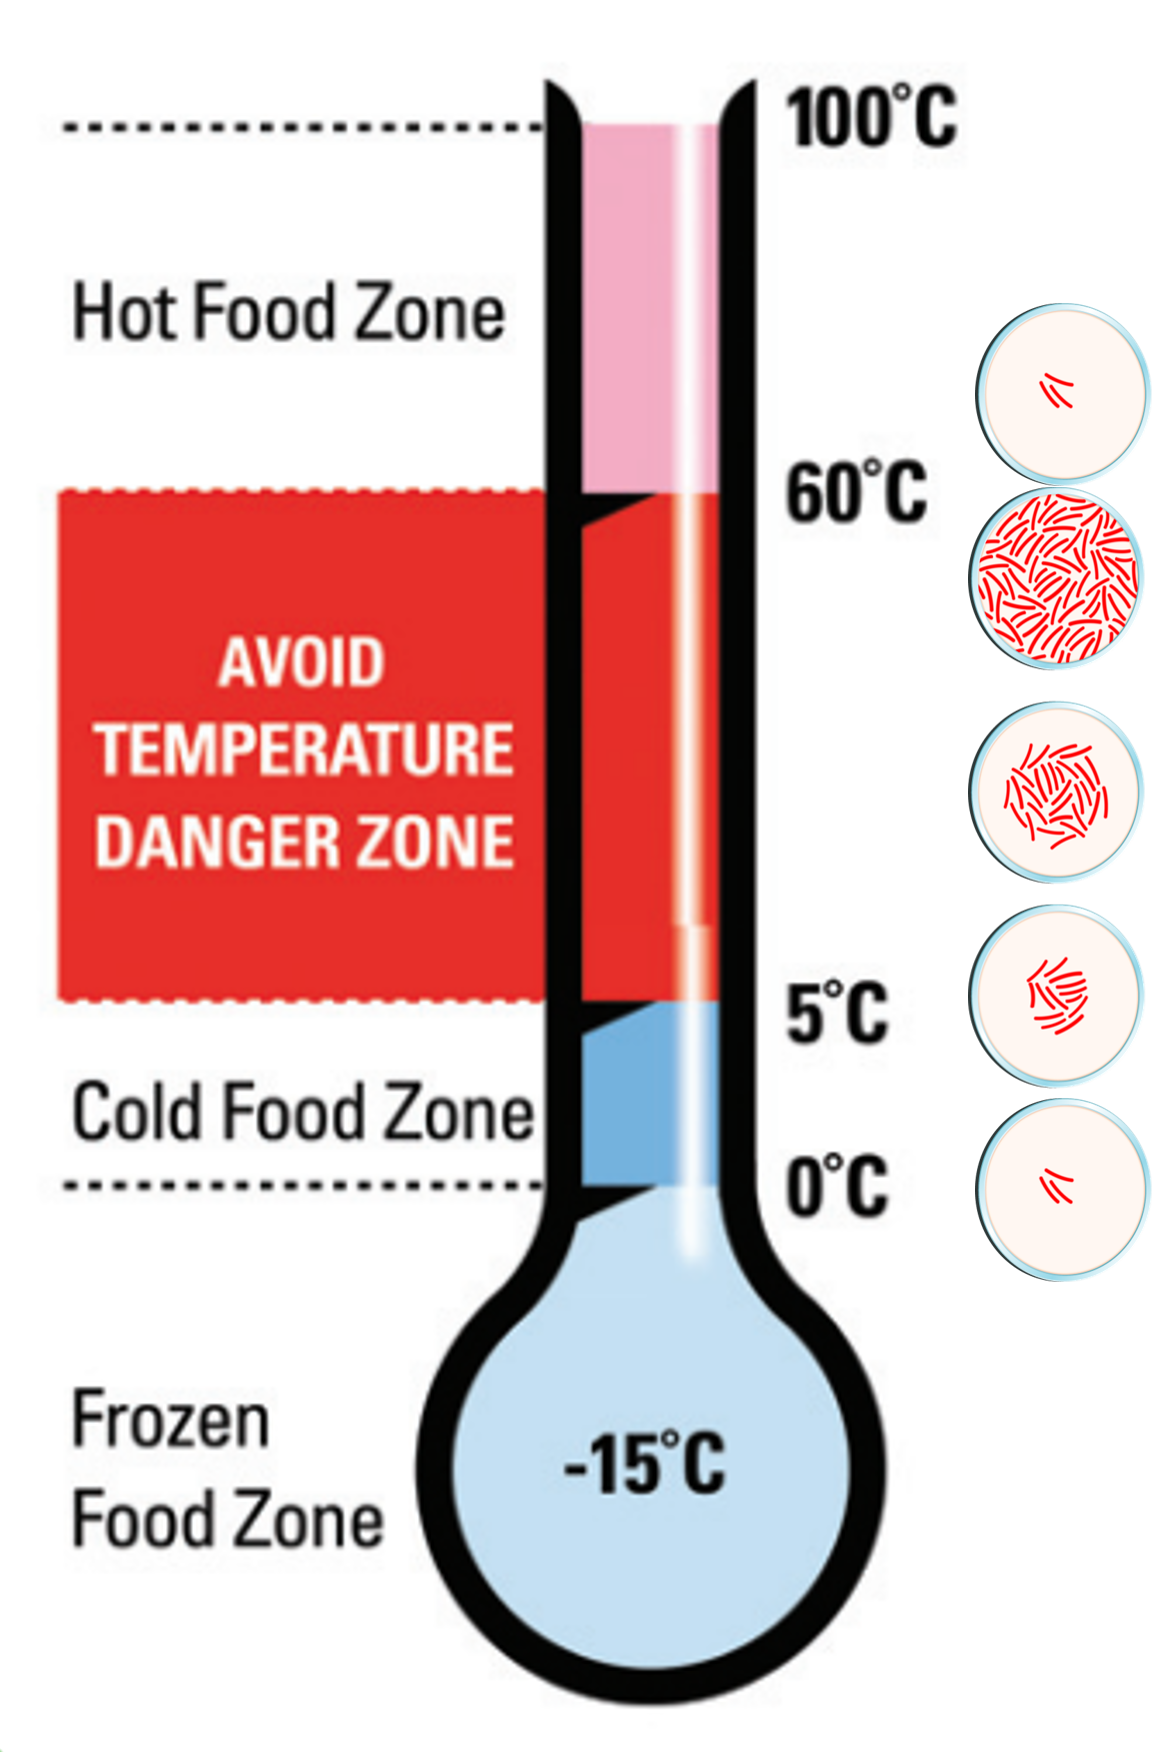 100°C
Hot Food Zone
60°C
AVOID
TEMPERATURE
DANGER ZONE
5°C
Cold Food Zone
0°C
Frozen
Food Zone
-15°C